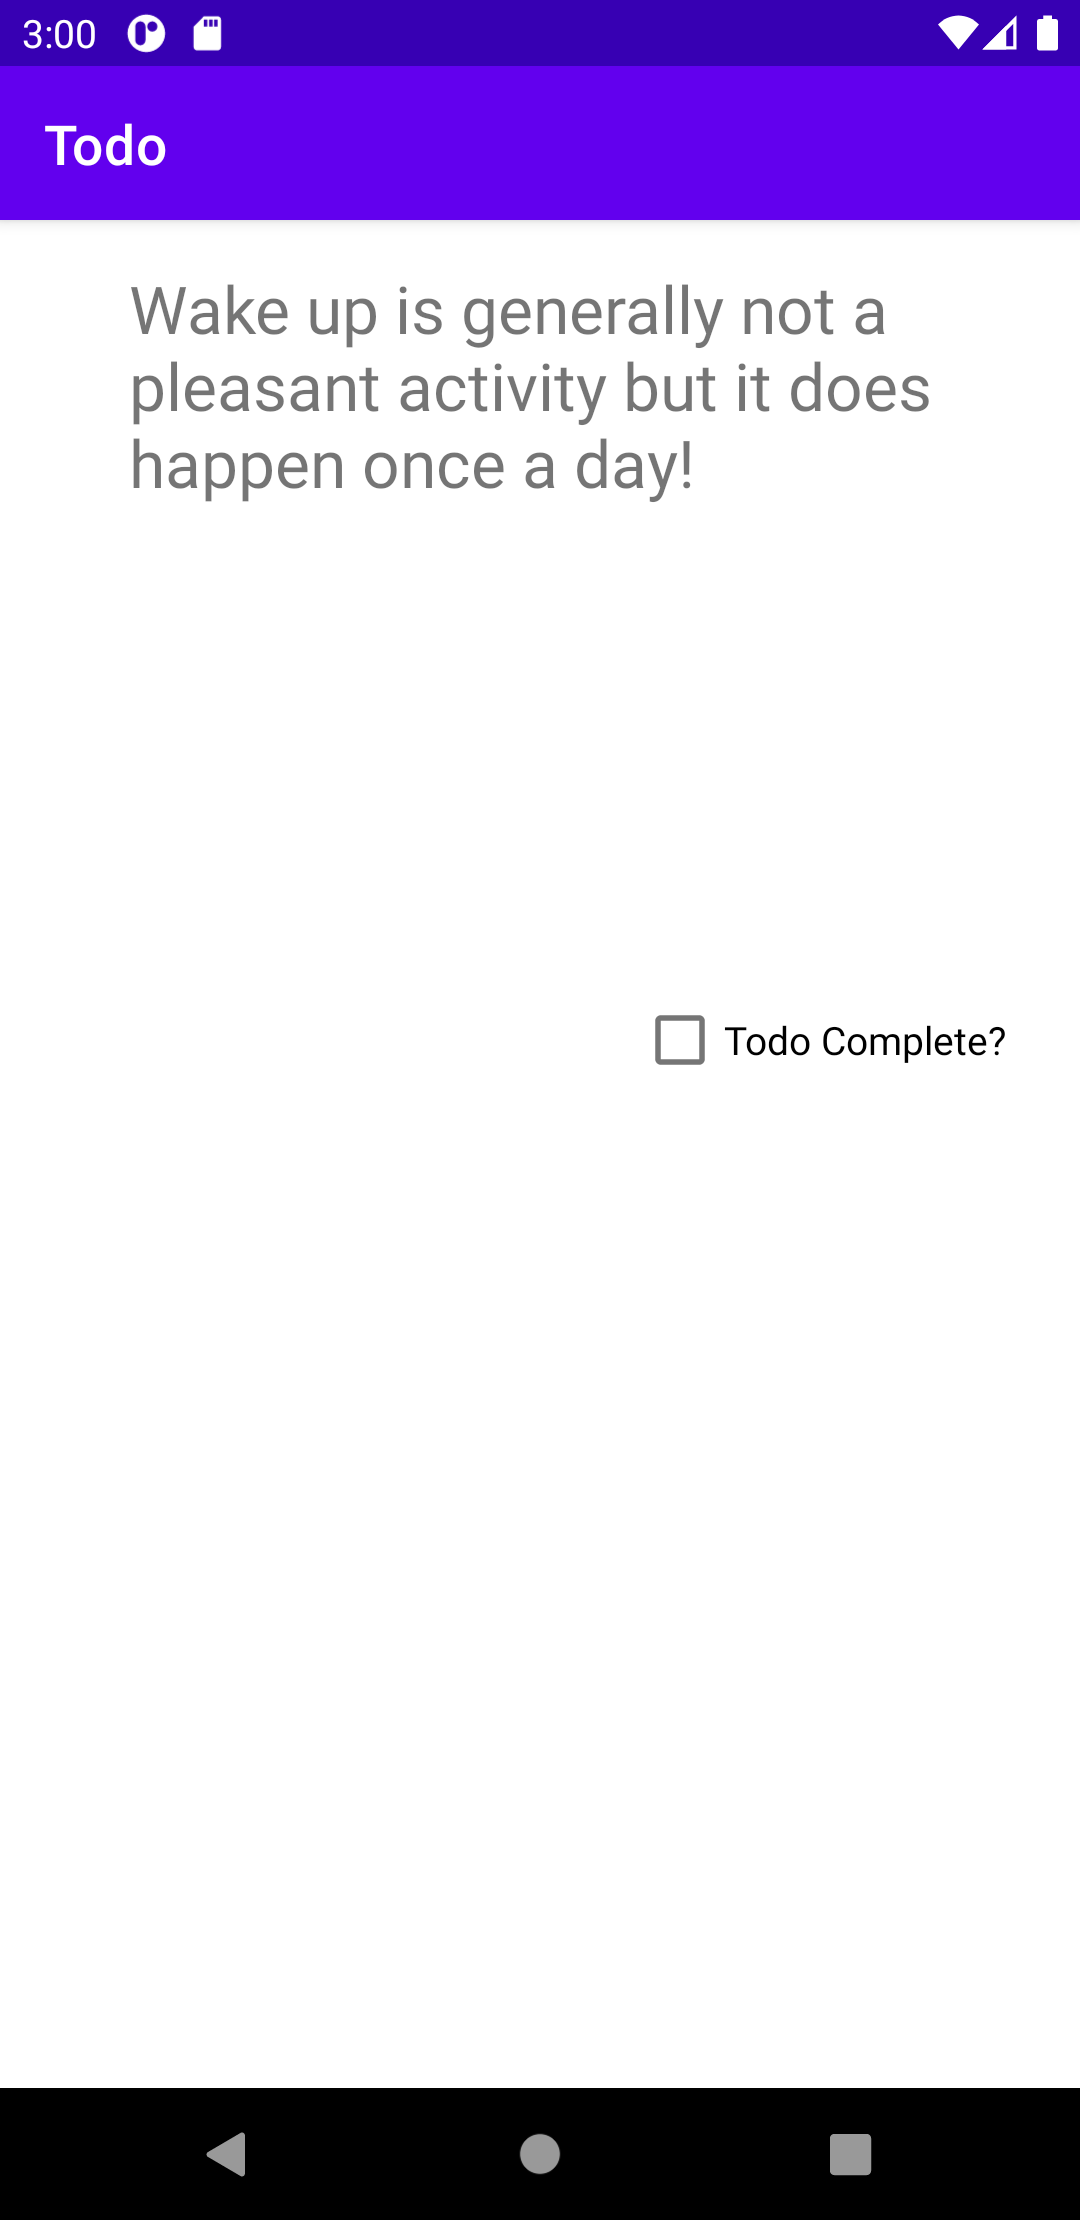 3:00
Todo
Wake up is generally not a
pleasant activity but it does
happen once a day!
Todo Complete?